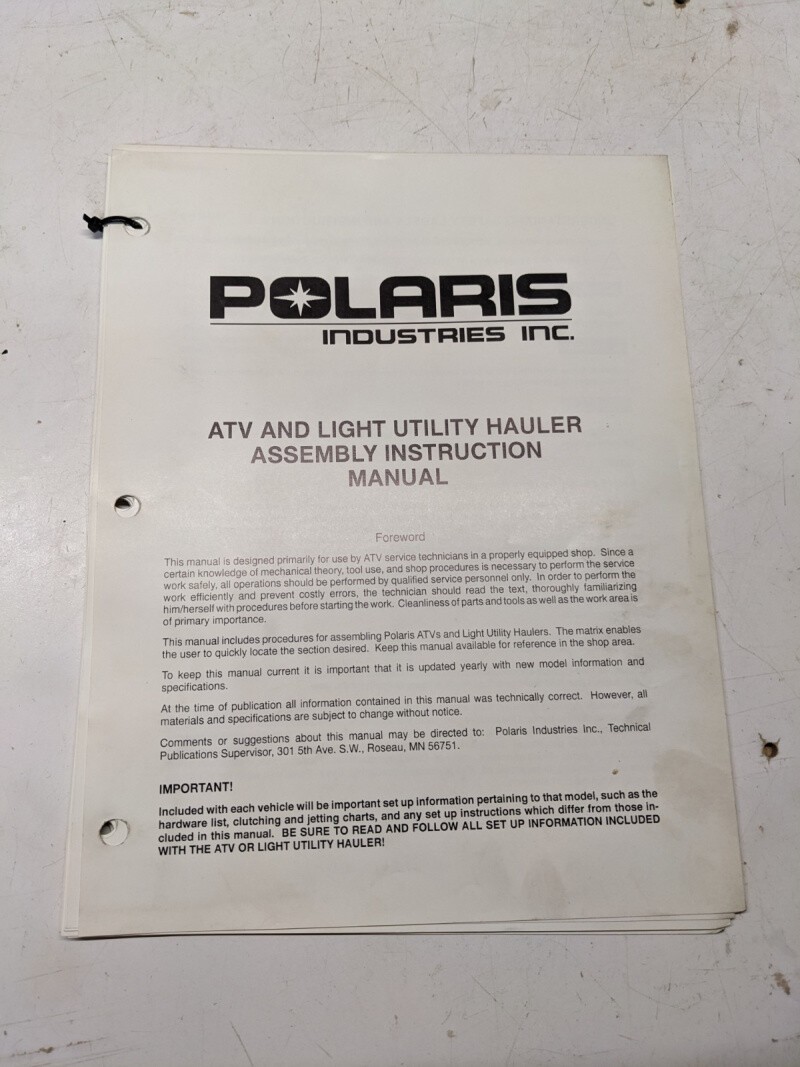 POLARIS
INDUSTRIES INC.
ATV AND LIGHT UTILITY HAULER
ASSEMBLY INSTRUCTION
MANUAL
Foreword
This manual is designed primarily for use by ATV service technicians in a properly equipped shop. Since a
certain knowledge of mechanical theory, tool use, and shop procedures is necessary to perform the service
work safely, all operations should be performed by qualified service personnel only. In order to perform the
work efficiently and prevent costly errors, the technician should read the text, thoroughly familiarizing
him/herself with procedures before starting the work. Cleanliness of parts and tools as well as the work area is
of primary importance.
This manual includes procedures for assembling Polaris ATVs and Light Utility Haulers. The matrix enables
the user to quickly locate the section desired. Keep this manual available for reference in the shop area.
To keep this manual current it is important that it is updated yearly with new model information and
specifications.
At the time of publication all information contained in this manual was technically correct. However, all
materials and specifications are subject to change without notice.
Comments or suggestions about this manual may be directed to: Polaris Industries Inc., Technical
Publications Supervisor, 301 5th Ave. S.W., Roseau, MN 56751.
IMPORTANT!
Included with each vehicle will be important set up information pertaining to that model, such as the
hardware list, clutching and jetting charts, and any set up instructions which differ from those in-
cluded in this manual. BE SURE TO READ AND FOLLOW ALL SET UP INFORMATION INCLUDED
WITH THE ATV OR LIGHT UTILITY HAULER!